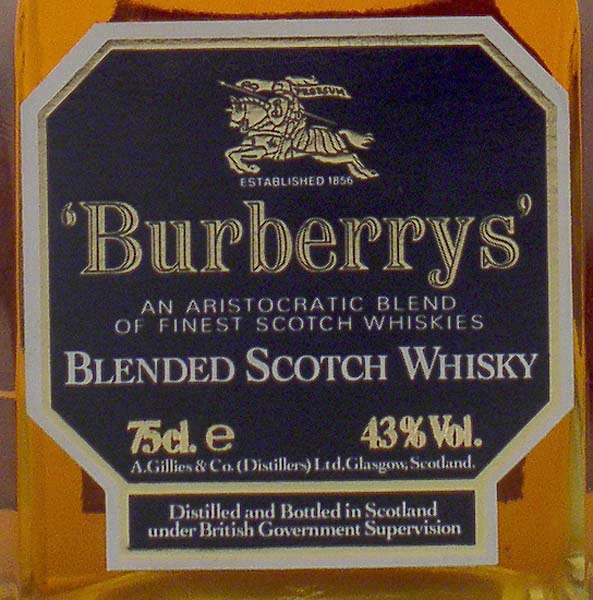 PRORSUM
ESTABLISHED 1856
'Burberrys'
AN ARISTOCRATIC BLEND
OF FINEST SCOTCH WHISKIES
BLENDED SCOTCH WHISKY
75cl. e 43% Vol.
A.Gillies & Co. (Distillers) Ltd. Glasgow, Scotland.
Distilled and Bottled in Scotland
under British Government Supervision